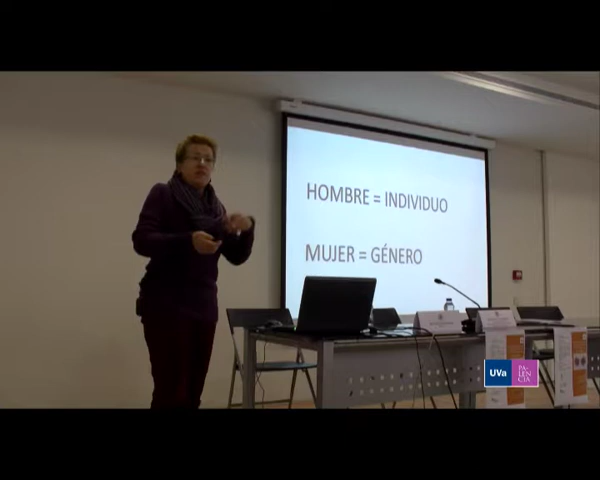 HOMBRE = INDIVIDUO
MUJER = GÉNERO
UVa
PA-
LEN
CIA